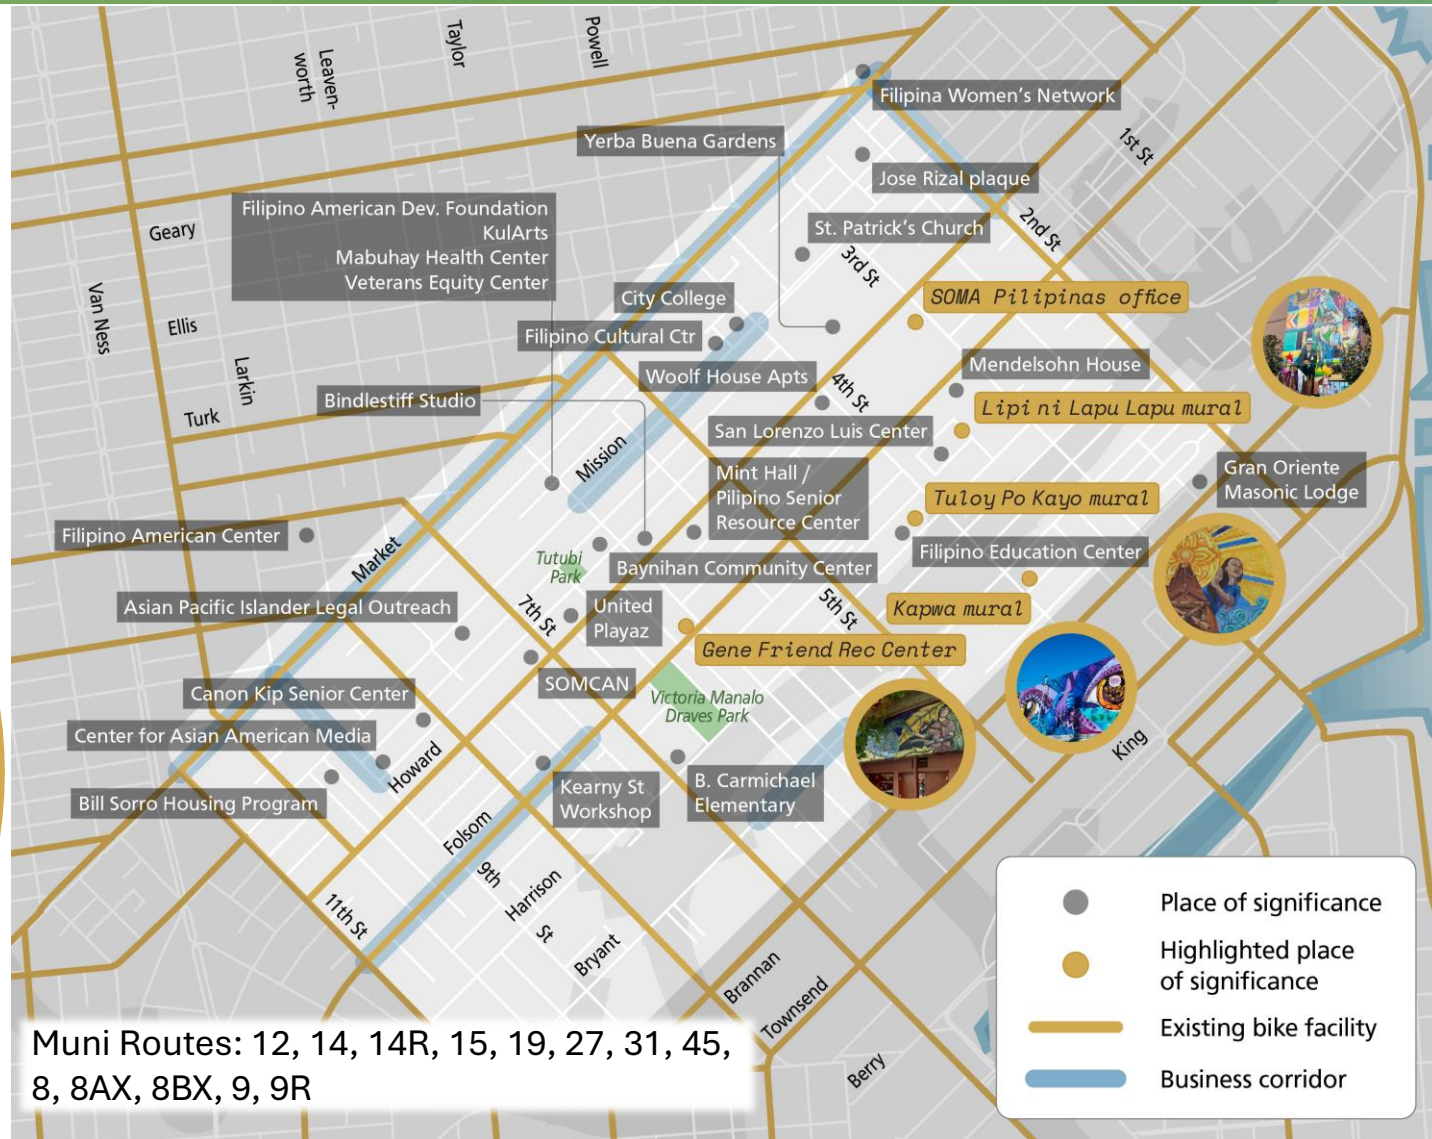 Leaven-
worth
Taylor
Powell
Filipina Women's Network
Yerba Buena Gardens
1st St
Jose Rizal plaque
Filipino American Dev. Foundation
KulArts
Mabuhay Health Center
Veterans Equity Center
Geary
St. Patrick's Church
2nd St
3rd St
Van Ness
Ellis
City College
SOMA Pilipinas office
Filipino Cultural Ctr
Larkin
Woolf House Apts
Mendelsohn House
Bindlestiff Studio
4th St
Lipi ni Lapu Lapu mural
Turk
San Lorenzo Luis Center
Mission
Mint Hall /
Pilipino Senior
Resource Center
Gran Oriente
Masonic Lodge
Tuloy Po Kayo mural
Filipino American Center
Market
Tutubi
Park
Baynihan Community Center
Filipino Education Center
Asian Pacific Islander Legal Outreach
7th St
United
Playaz
5th St
Kapwa mural
Gene Friend Rec Center
SOMCAN
Canon Kip Senior Center
Victoria Manalo
Draves Park
Center for Asian American Media
Howard
King
Bill Sorro Housing Program
Kearny St
Workshop
B. Carmichael
Elementary
Folsom
9th
St
Harrison
11th St
Bryant
Brannan
Townsend
Berry
Place of significance
Highlighted place
of significance
Existing bike facility
Business corridor
Muni Routes: 12, 14, 14R, 15, 19, 27, 31, 45,
8, 8AX, 8BX, 9, 9R